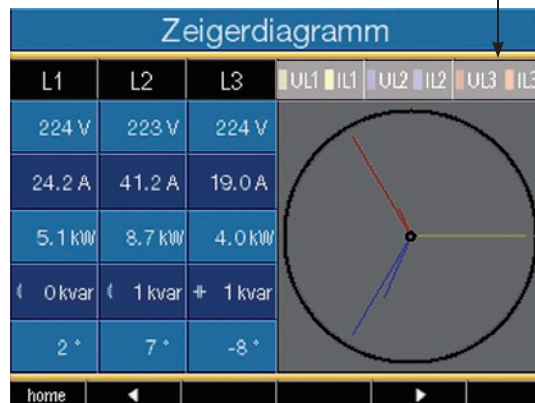 Zeigerdiagramm
L1 L2 L3 UL1 IL1 UL2 IL2 UL3 IL3
224 V 223 V 224 V
24.2 A 41.2 A 19.0 A
5.1 kW 8.7 kW 4.0 kW
0 kvar 1 kvar 1 kvar
2 ° 7 ° -8 °
home